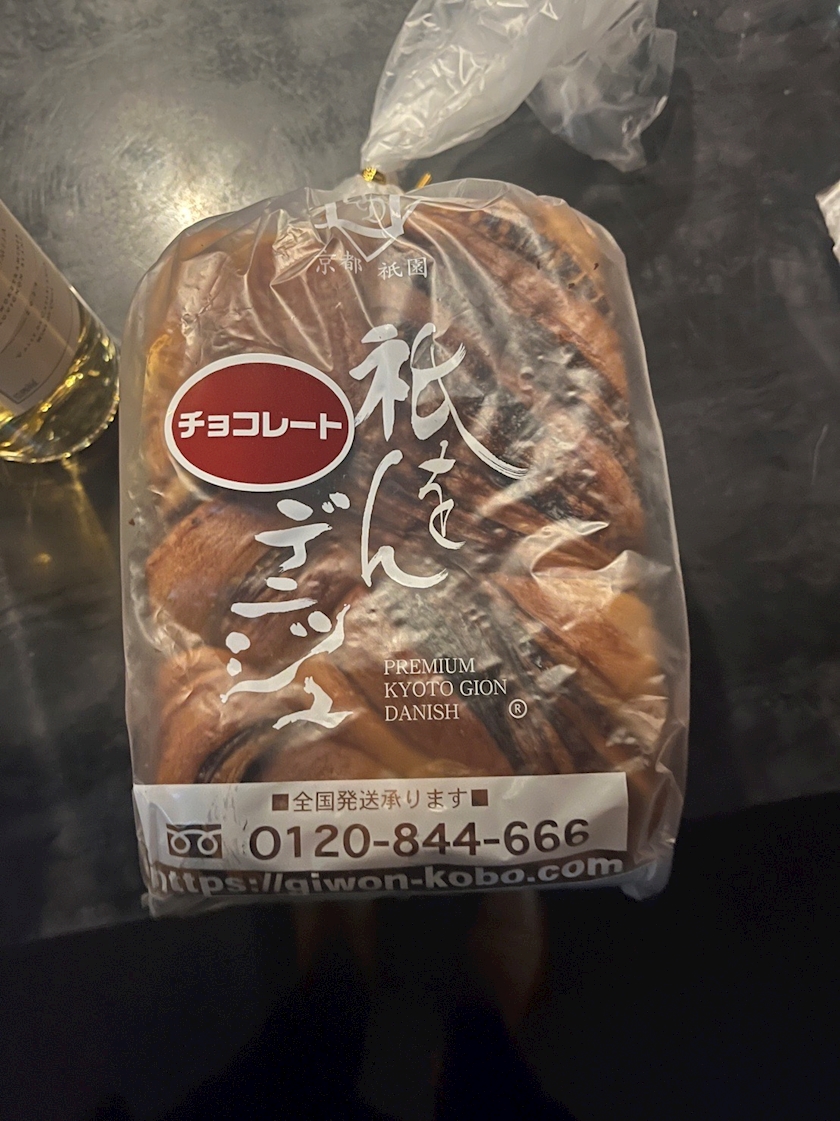 京都 祇園
チョコレート
祇をん
デニッシュ
PREMIUM
KYOTO GION
DANISH ®
■全国発送承ります■
0120-844-666
https://giwon-kobo.com